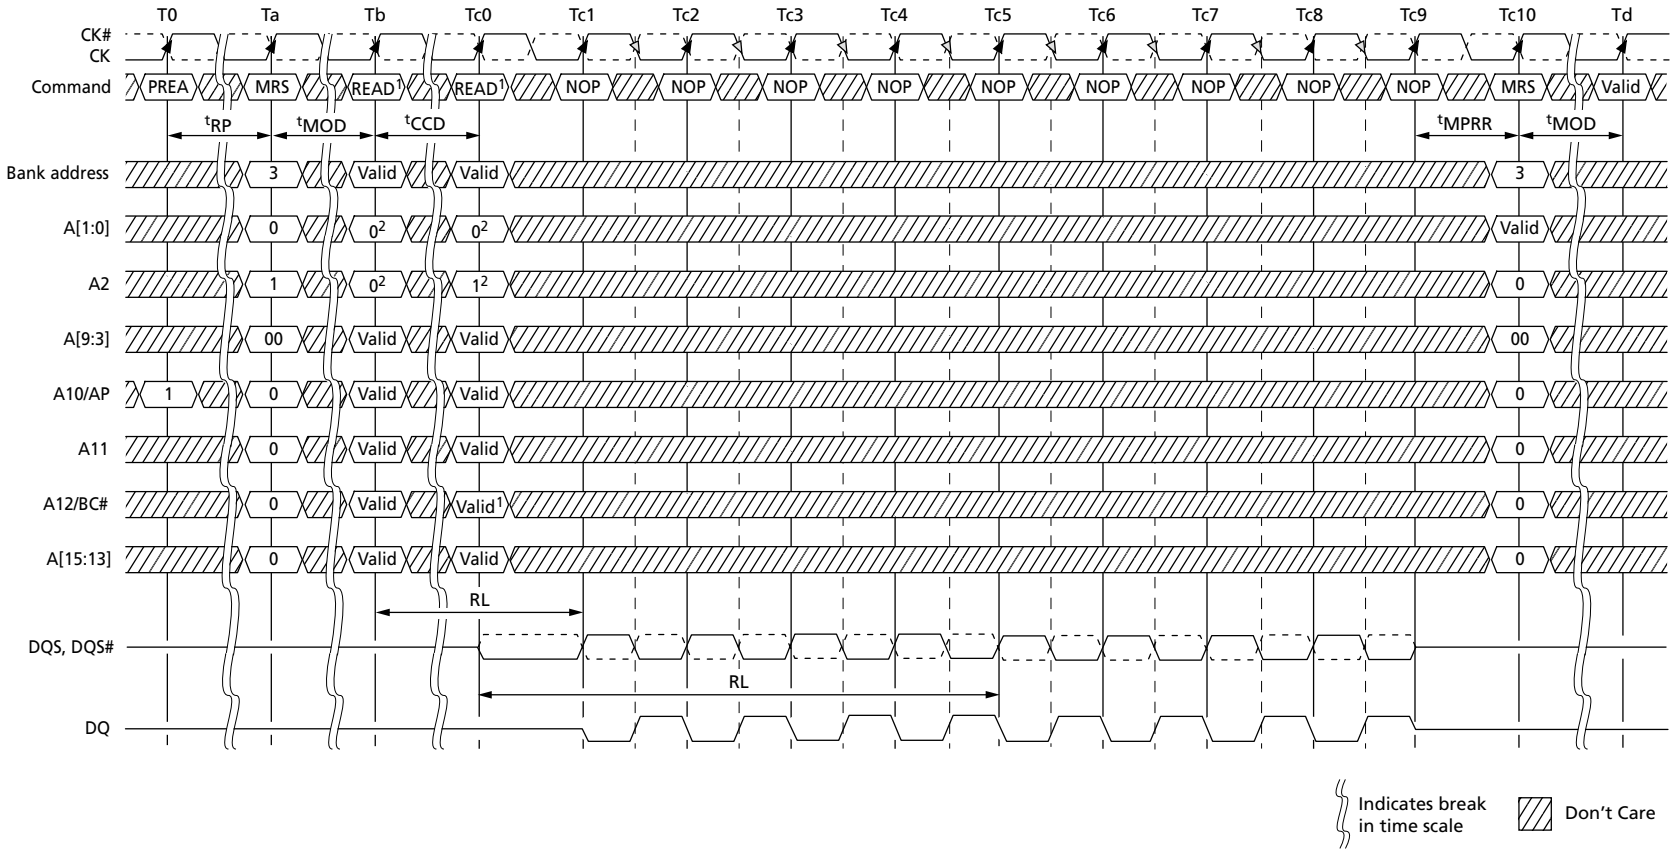 T0 Ta Tb Tc0 Tc1 Tc2 Tc3 Tc4 Tc5 Tc6 Tc7 Tc8 Tc9 Tc10 Td
CK#
CK
Command PREA MRS READ¹ READ¹ NOP NOP NOP NOP NOP NOP NOP NOP NOP MRS Valid
tRP tMOD tCCD tMPRR tMOD
Bank address 3 Valid Valid 3
A[1:0] 0 0² 0² Valid
A2 1 0² 1² 0
A[9:3] 00 Valid Valid 00
A10/AP 1 0 Valid Valid 0
A11 0 Valid Valid 0
A12/BC# 0 Valid Valid¹ 0
A[15:13] 0 Valid Valid 0
RL
DQS, DQS#
RL
DQ
Indicates break
in time scale
Don't Care